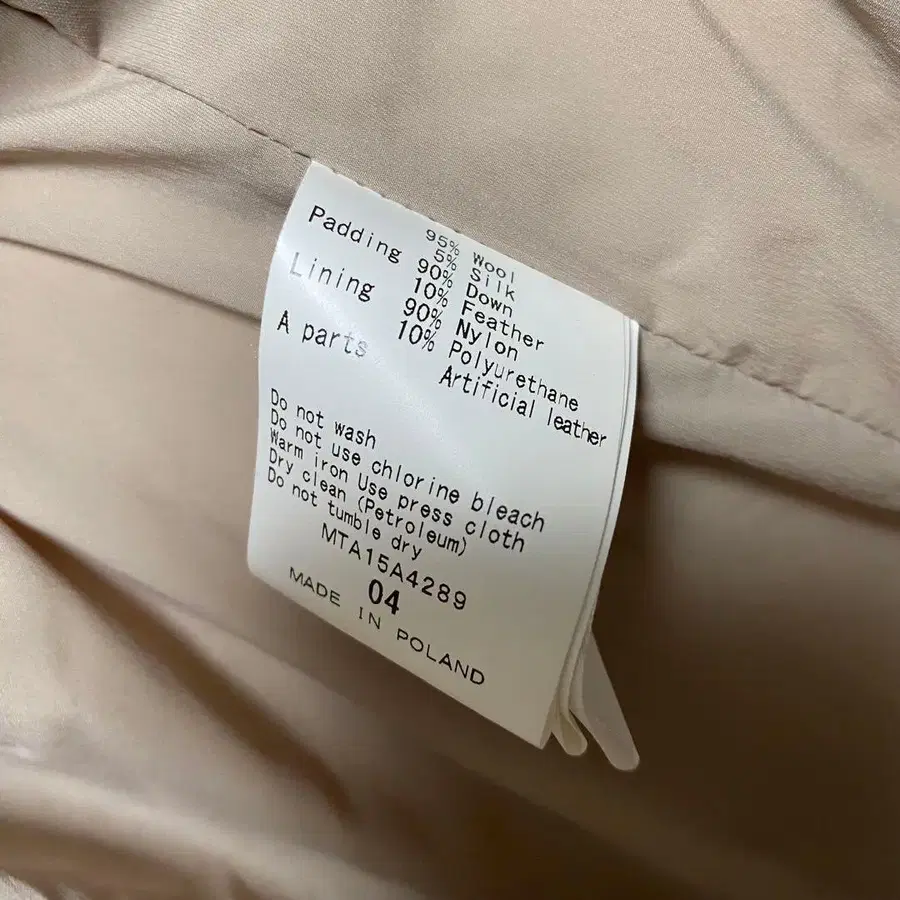 95% Wool
5% Silk
Padding 90% Down
10% Feather
Lining 90% Nylon
10% Polyurethane
A parts Artificial leather
Do not wash
Do not use chlorine bleach
Warm iron Use press cloth
Dry clean (Petroleum)
Do not tumble dry
MTA15A4289
04
MADE IN POLAND